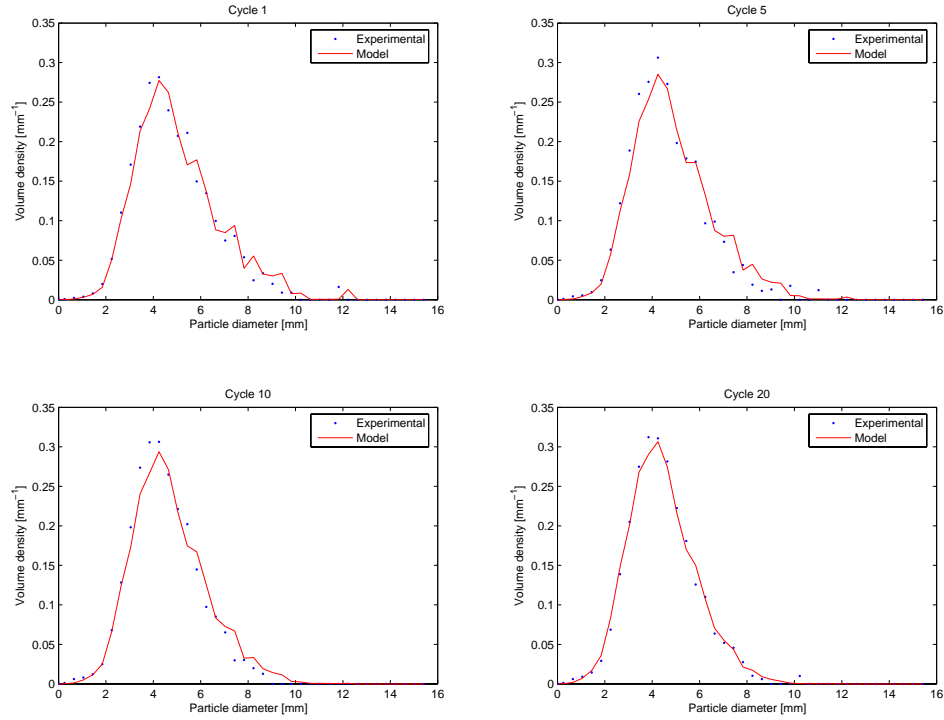 Cycle 1
0.35
0.3
0.25
0.2
0.15
0.1
0.05
0
Volume density [mm⁻¹]
Experimental
Model
0 2 4 6 8 10 12 14 16
Particle diameter [mm]
Cycle 5
0.35
0.3
0.25
0.2
0.15
0.1
0.05
0
Volume density [mm⁻¹]
Experimental
Model
0 2 4 6 8 10 12 14 16
Particle diameter [mm]
Cycle 10
0.35
0.3
0.25
0.2
0.15
0.1
0.05
0
Volume density [mm⁻¹]
Experimental
Model
0 2 4 6 8 10 12 14 16
Particle diameter [mm]
Cycle 20
0.35
0.3
0.25
0.2
0.15
0.1
0.05
0
Volume density [mm⁻¹]
Experimental
Model
0 2 4 6 8 10 12 14 16
Particle diameter [mm]